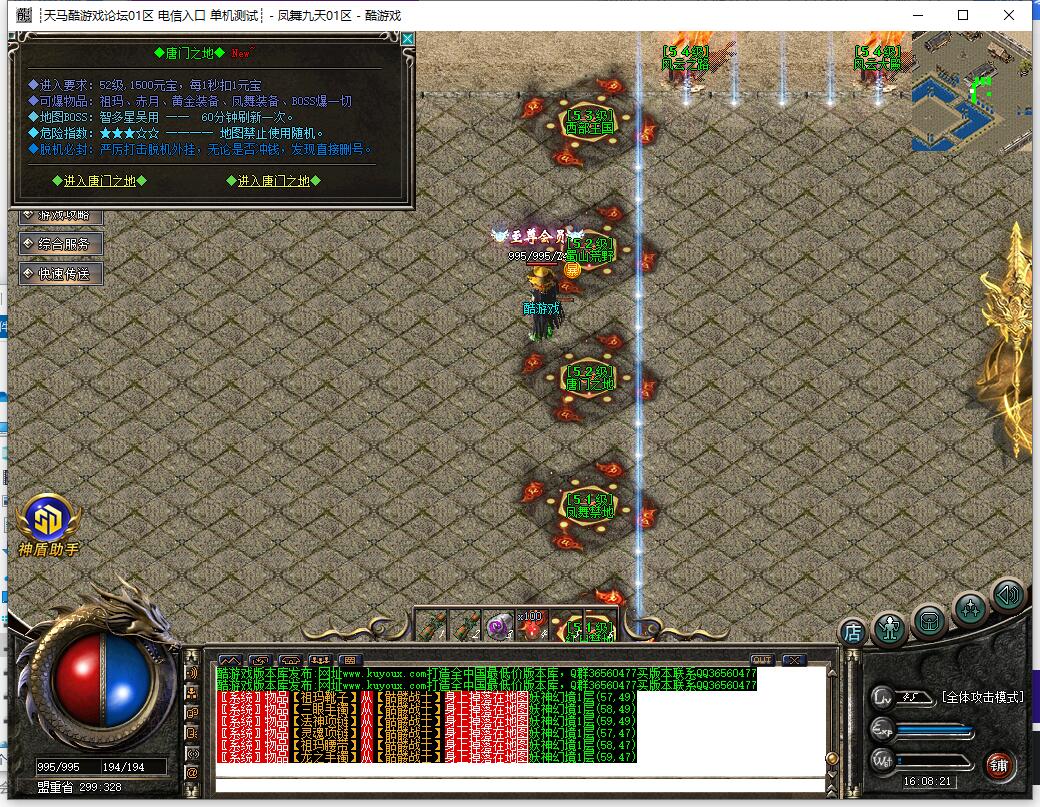 天马酷游戏论坛01区 电信入口 单机测试 - 凤舞九天01区 - 酷游戏
◆唐门之地◆ New
◆进入要求：52级,1500元宝，每1秒扣1元宝
◆可爆物品：祖玛、赤月、黄金装备、凤舞装备、BOSS爆一切
◆地图BOSS：智多星吴用 —— 60分钟刷新一次。
◆危险指数：★★★☆☆ ———— 地图禁止使用随机。
◆脱机必封：严厉打击脱机外挂，无论是否冲钱，发现直接删号。
◆进入唐门之地◆ ◆进入唐门之地◆
游戏攻略
综合服务
快速传送
[54级]
风云之路
[54级]
风云大殿
[53级]
西部王国
至尊会员
[52级]
995/995/Z
蜀山荒野
暴
酷游戏
[52级]
唐门之地
[51级]
凤舞禁地
[51级]
神盾助手
x100
店
OUT
酷游戏版本库发布:网址www.kuyoux.com打造全中国最低价版本库，Q群36560477买版本联系QQ36560477
酷游戏版本库发布:网址www.kuyoux.com打造全中国最低价版本库，Q群36560477买版本联系QQ36560477
[系统]物品【祖玛靴子】从【骷髅战士】身上掉落在地图妖神幻境1层(57,49)
[系统]物品【三眼手镯】从【骷髅战士】身上掉落在地图妖神幻境1层(58,49)
[系统]物品【法神项链】从【骷髅战士】身上掉落在地图妖神幻境1层(59,49)
[系统]物品【灵魂项链】从【骷髅战士】身上掉落在地图妖神幻境1层(57,47)
[系统]物品【祖玛腰带】从【骷髅战士】身上掉落在地图妖神幻境1层(58,47)
[系统]物品【龙之手镯】从【骷髅战士】身上掉落在地图妖神幻境1层(59,47)
Lv 45 [全体攻击模式]
Exp
Wgt
铺
995/995 194/194
盟重省 299:328
16:08:21